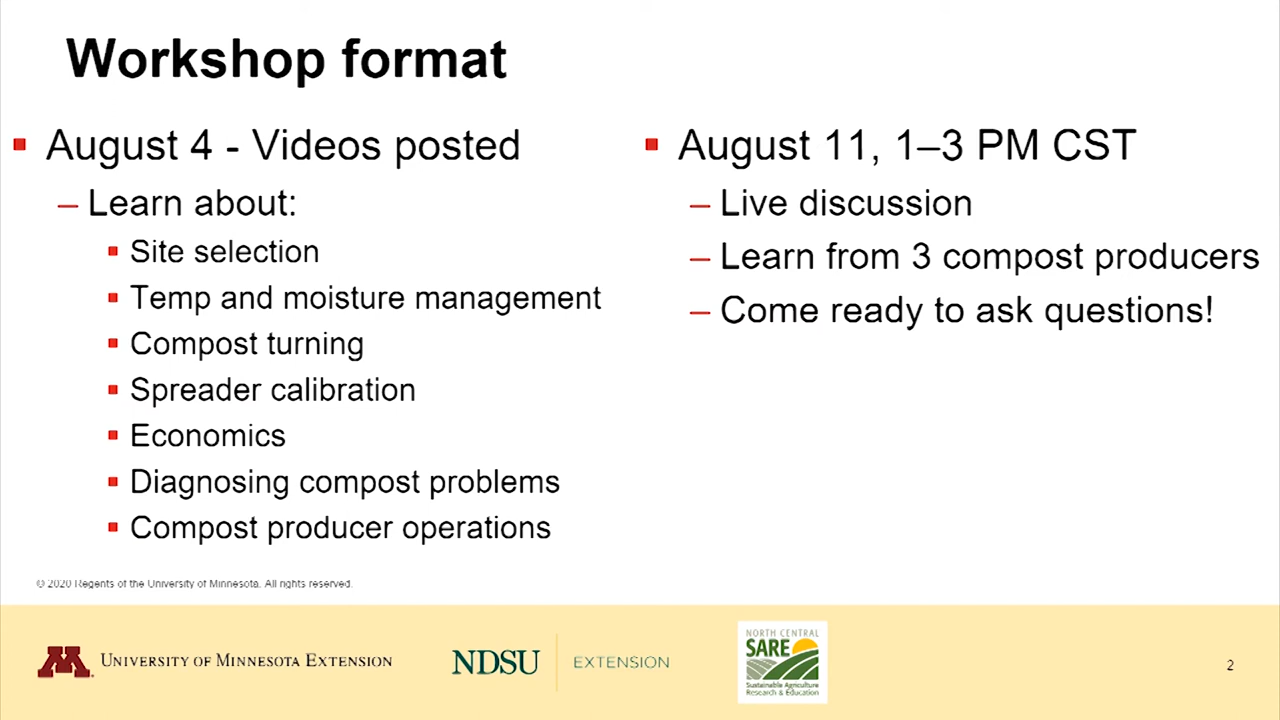 Workshop format
August 4 - Videos posted
Learn about:
Site selection
Temp and moisture management
Compost turning
Spreader calibration
Economics
Diagnosing compost problems
Compost producer operations
August 11, 1–3 PM CST
Live discussion
Learn from 3 compost producers
Come ready to ask questions!
© 2020 Regents of the University of Minnesota. All rights reserved.
M
UNIVERSITY OF MINNESOTA EXTENSION
NDSU EXTENSION
NORTH CENTRAL
SARE
Sustainable Agriculture
Research & Education
2